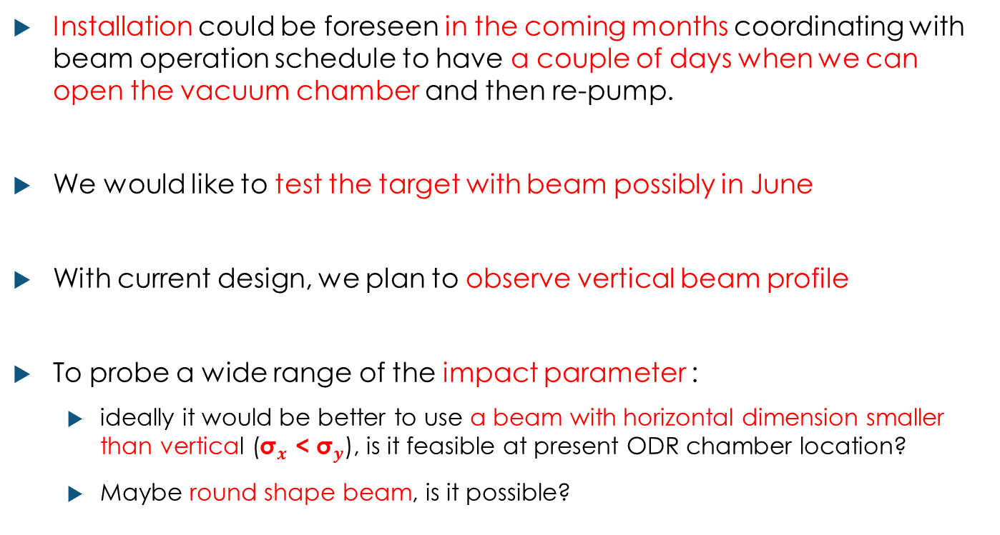 Installation could be foreseen in the coming months coordinating with
beam operation schedule to have a couple of days when we can
open the vacuum chamber and then re-pump.
We would like to test the target with beam possibly in June
With current design, we plan to observe vertical beam profile
To probe a wide range of the impact parameter :
ideally it would be better to use a beam with horizontal dimension smaller
than vertical (σₓ < σᵧ), is it feasible at present ODR chamber location?
Maybe round shape beam, is it possible?